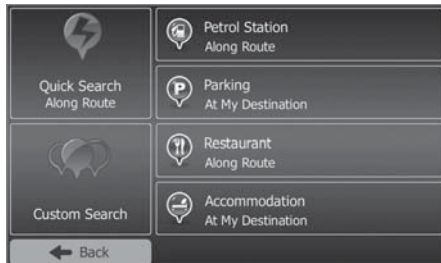 Quick Search
Along Route
Custom Search
Back
Petrol Station
Along Route
P
Parking
At My Destination
Restaurant
Along Route
Accommodation
At My Destination